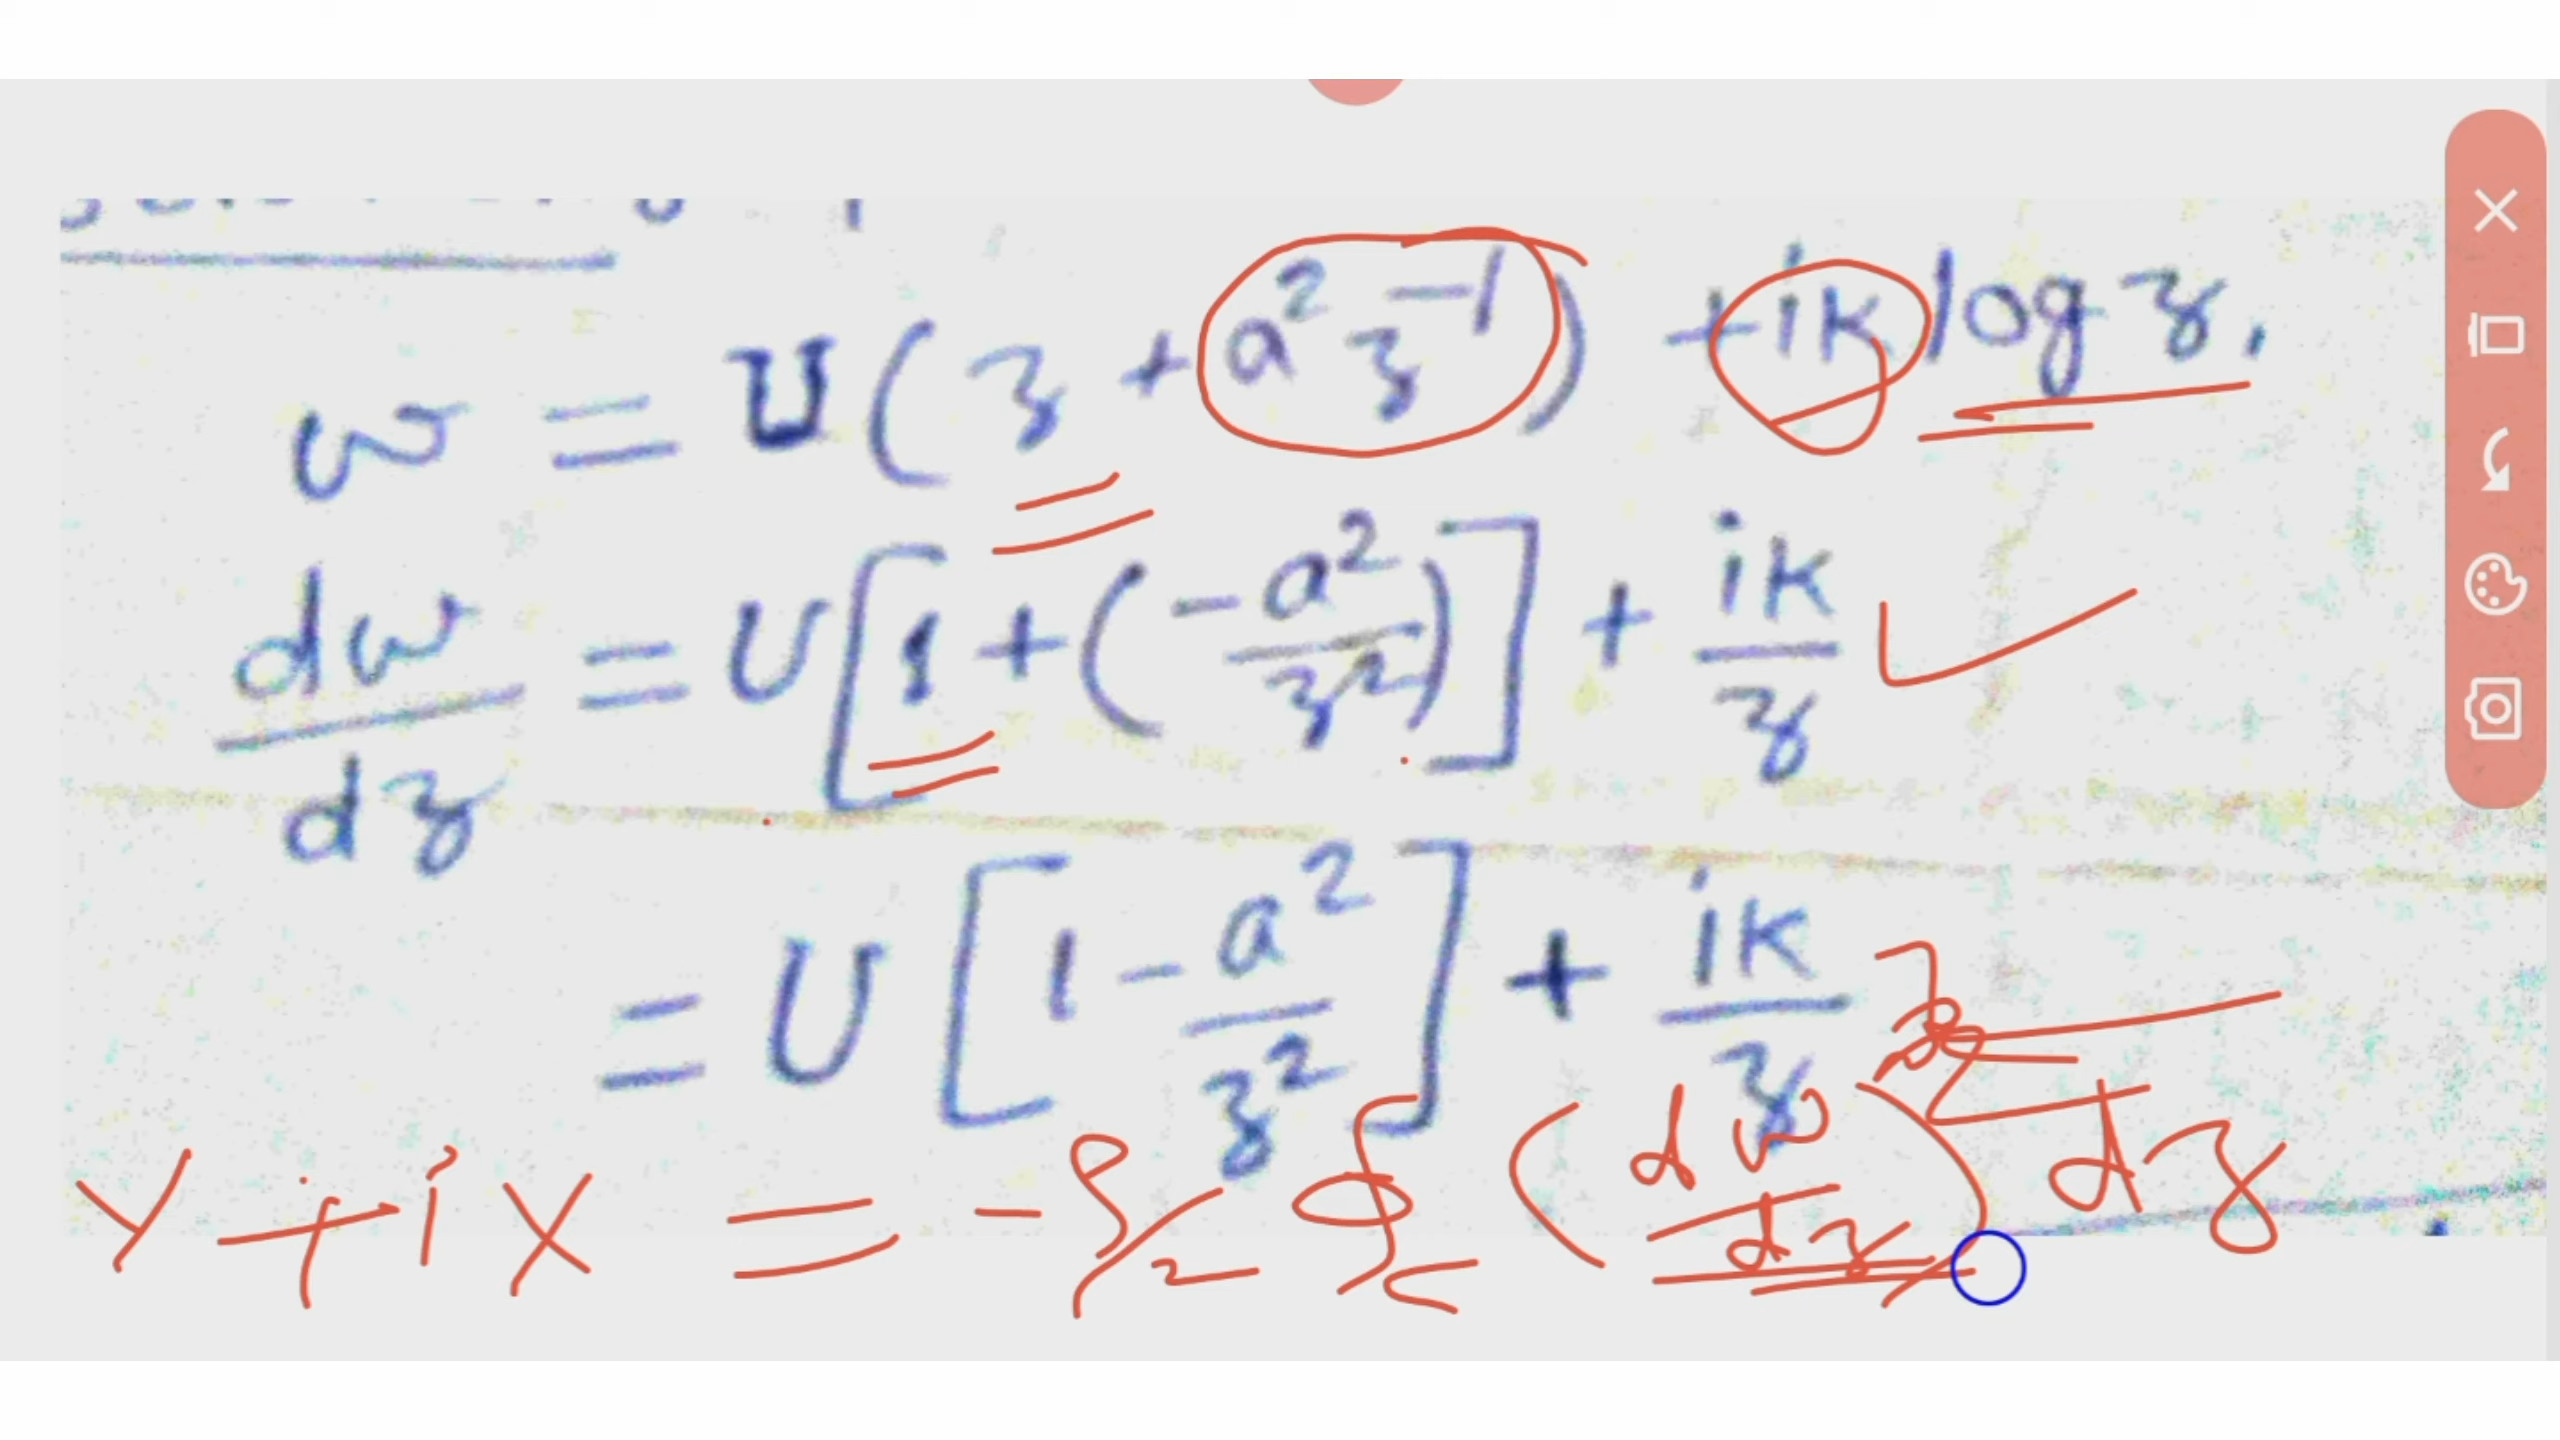 w = U(z + a² z⁻¹) + ik log z,
dw/dz = U[1 + (-a²/z²)] + ik/z
= U[1 - a²/z²] + ik/z
Y + iX = -ρ/2 ∮c (dw/dz)² dz